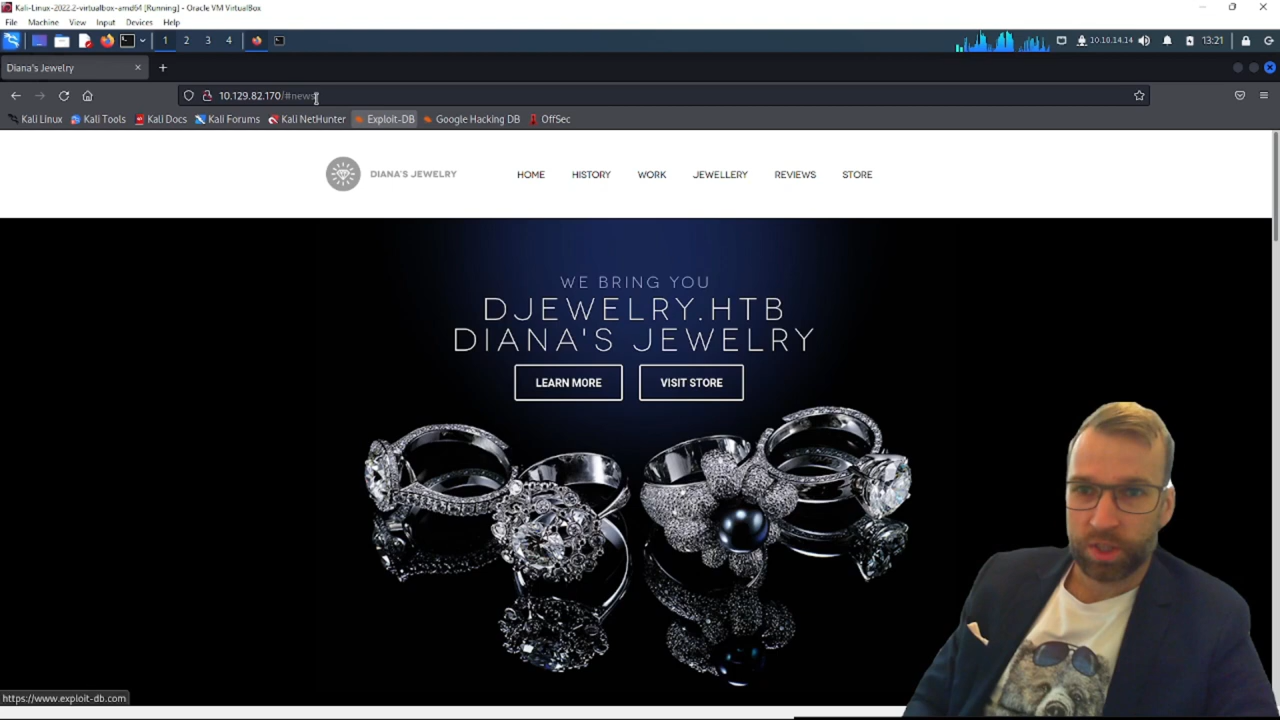 Kali-Linux-2022.2-virtualbox-amd64 [Running] - Oracle VM VirtualBox
File Machine View Input Devices Help
1 2 3 4 10.10.14.14 13:21
Diana's Jewelry
10.129.82.170/#news
Kali Linux Kali Tools Kali Docs Kali Forums Kali NetHunter Exploit-DB Google Hacking DB OffSec
DIANA'S JEWELRY HOME HISTORY WORK JEWELLERY REVIEWS STORE
WE BRING YOU
DJEWELRY.HTB
DIANA'S JEWELRY
LEARN MORE VISIT STORE
https://www.exploit-db.com